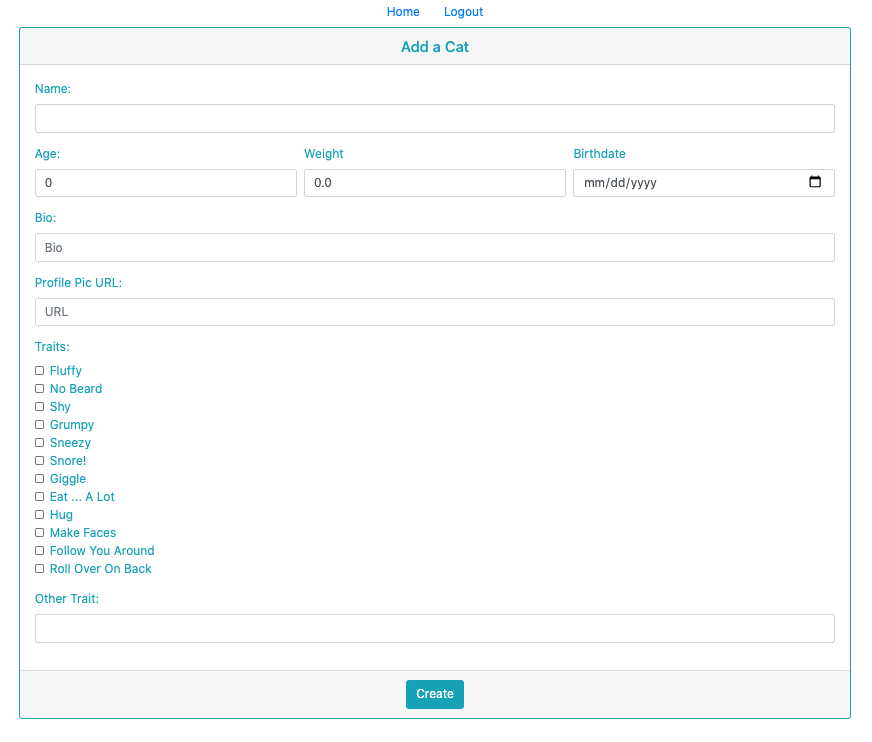 Home Logout
Add a Cat
Name:
Age: Weight Birthdate
0 0.0 mm/dd/yyyy
Bio:
Bio
Profile Pic URL:
URL
Traits:
Fluffy
No Beard
Shy
Grumpy
Sneezy
Snore!
Giggle
Eat ... A Lot
Hug
Make Faces
Follow You Around
Roll Over On Back
Other Trait:
Create